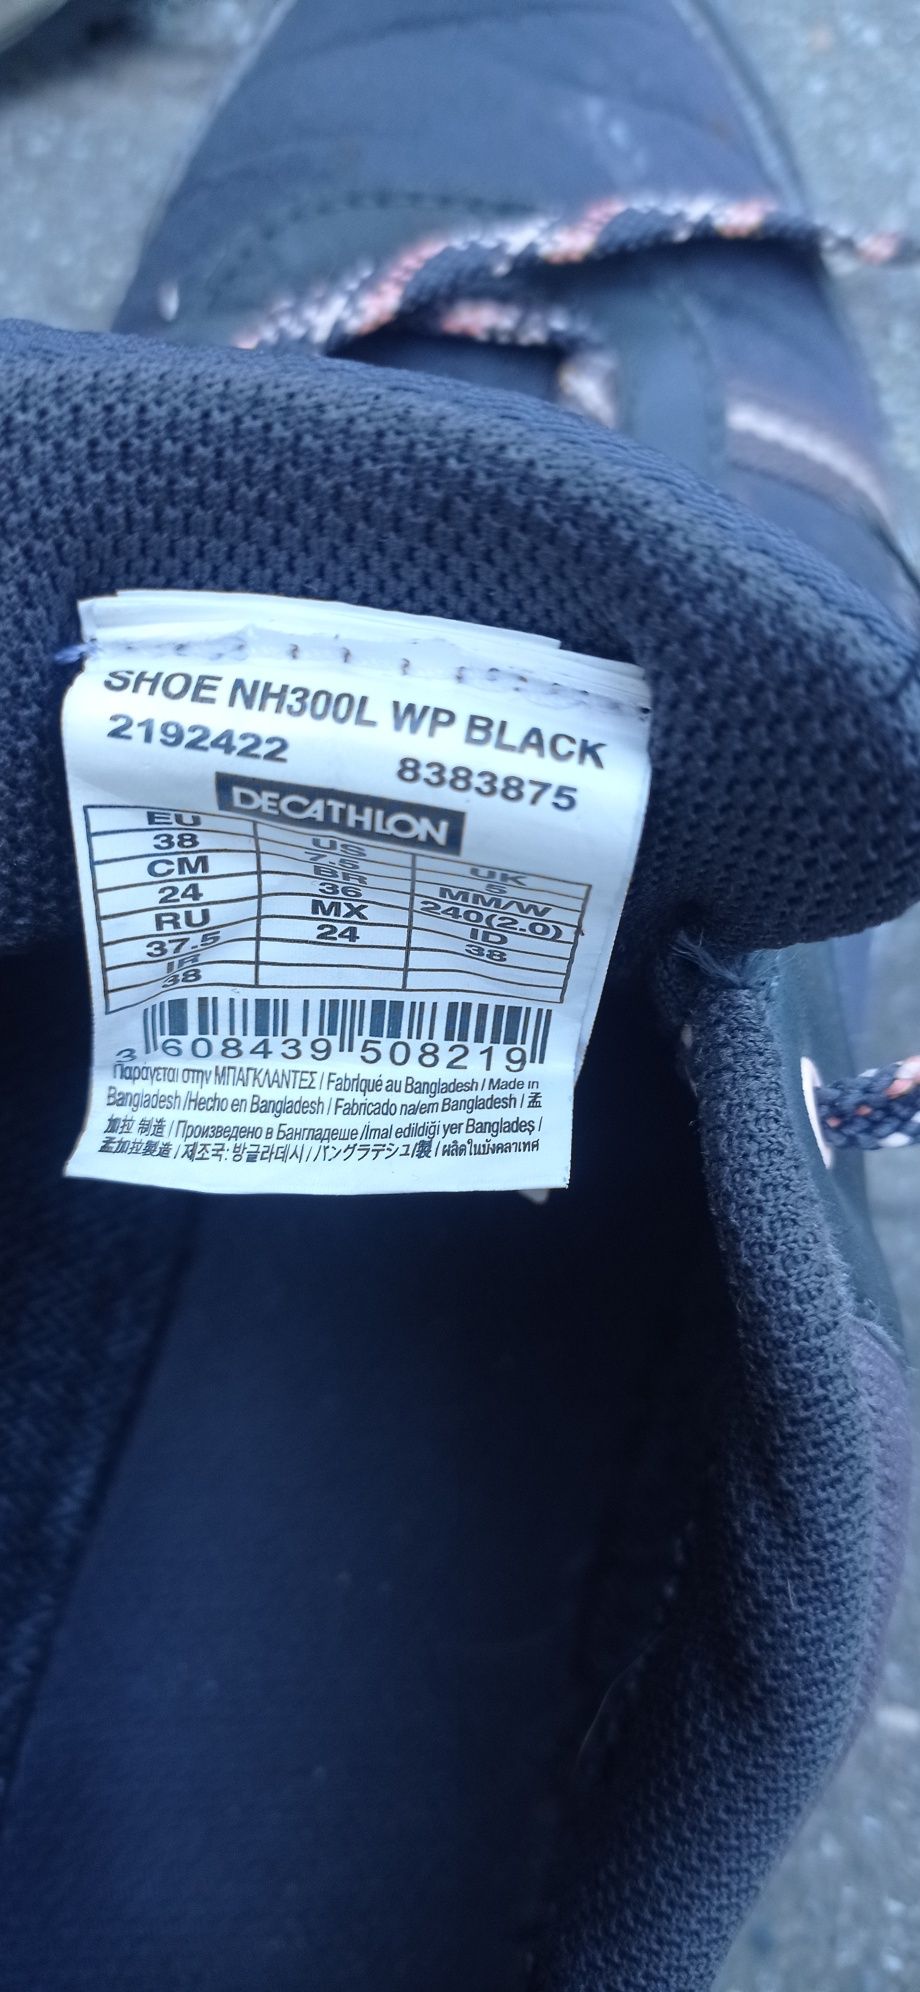 SHOE NH300L WP BLACK
2192422 8383875
DECATHLON
EU US UK
38 7.5 5
CM BR MM/W
24 36 240(2.0)
RU MX ID
37.5 24 38
IR
38
3 608439 508219
Παράγεται στην ΜΠΑΓΚΛΑΝΤΕΣ / Fabriqué au Bangladesh / Made in
Bangladesh /Hecho en Bangladesh / Fabricado na/em Bangladesh / 孟
加拉 制造 / Произведено в Бангладеше /Imal edildiği yer Bangladeş /
孟加拉製造 / 제조국: 방글라데시 / バングラデシュ製 / ผลิตในบังคลาเทศ